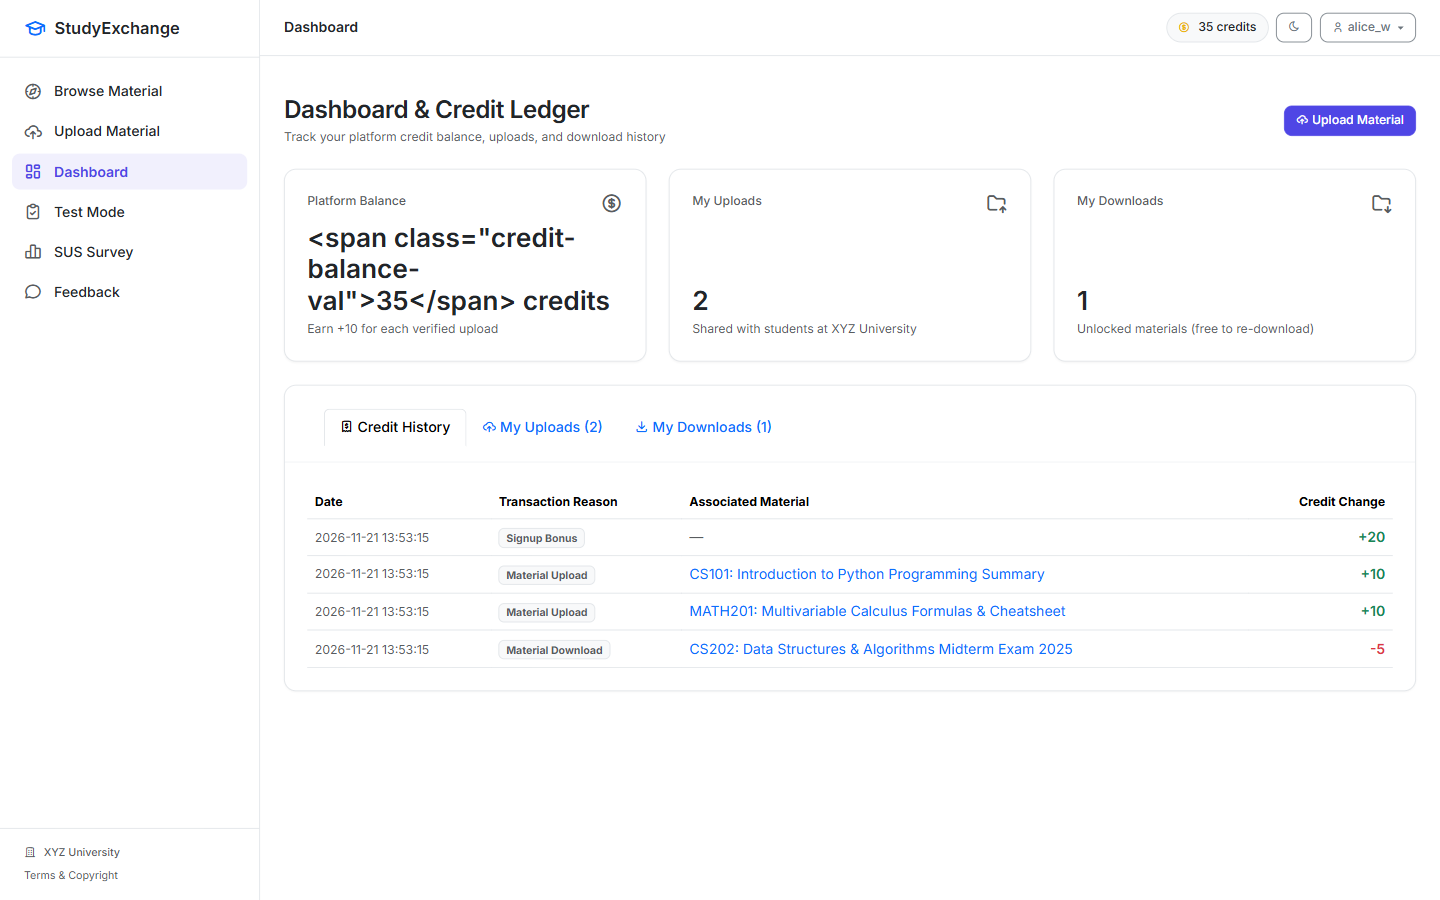 StudyExchange
Dashboard
35 credits
alice_w
Browse Material
Upload Material
Dashboard
Test Mode
SUS Survey
Feedback
Dashboard & Credit Ledger
Track your platform credit balance, uploads, and download history
Upload Material
Platform Balance
<span class="credit-
balance-
val">35</span> credits
Earn +10 for each verified upload
My Uploads
2
Shared with students at XYZ University
My Downloads
1
Unlocked materials (free to re-download)
Credit History
My Uploads (2)
My Downloads (1)
Date Transaction Reason Associated Material Credit Change
2026-11-21 13:53:15 Signup Bonus — +20
2026-11-21 13:53:15 Material Upload CS101: Introduction to Python Programming Summary +10
2026-11-21 13:53:15 Material Upload MATH201: Multivariable Calculus Formulas & Cheatsheet +10
2026-11-21 13:53:15 Material Download CS202: Data Structures & Algorithms Midterm Exam 2025 -5
XYZ University
Terms & Copyright